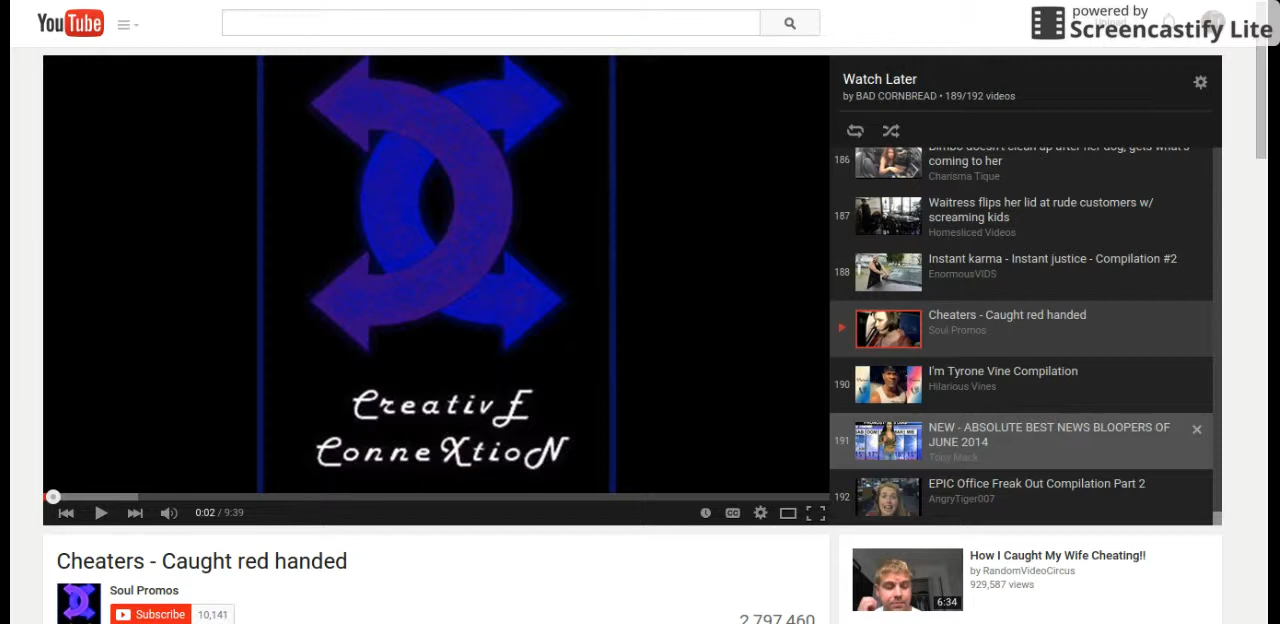 YouTube
powered by
Screencastify Lite
CreativE
ConneXtioN
0:02 / 9:39
CC
Watch Later
by BAD CORNBREAD • 189/192 videos
186
Bimbo doesn't clean up after her dog, gets what's
coming to her
Charisma Tique
187
Waitress flips her lid at rude customers w/
screaming kids
Homesliced Videos
188
Instant karma - Instant justice - Compilation #2
EnormousVIDS
Cheaters - Caught red handed
Soul Promos
190
I'm Tyrone Vine Compilation
Hilarious Vines
191
NEW - ABSOLUTE BEST NEWS BLOOPERS OF
JUNE 2014
Tony Mack
192
EPIC Office Freak Out Compilation Part 2
AngryTiger007
Cheaters - Caught red handed
Soul Promos
Subscribe 10,141
2,797,460
How I Caught My Wife Cheating!!
by RandomVideoCircus
929,587 views
6:34